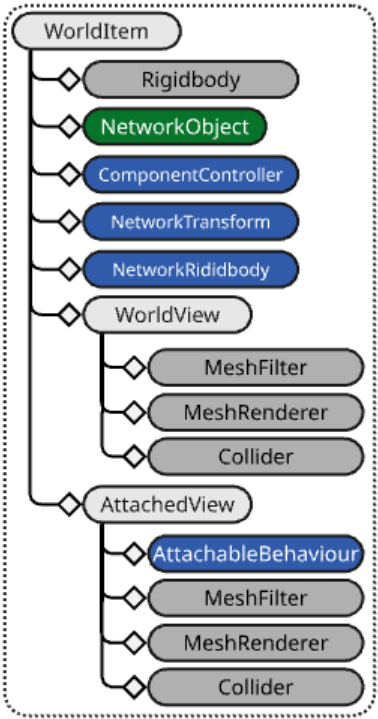 WorldItem
Rigidbody
NetworkObject
ComponentController
NetworkTransform
NetworkRididbody
WorldView
MeshFilter
MeshRenderer
Collider
AttachedView
AttachableBehaviour
MeshFilter
MeshRenderer
Collider